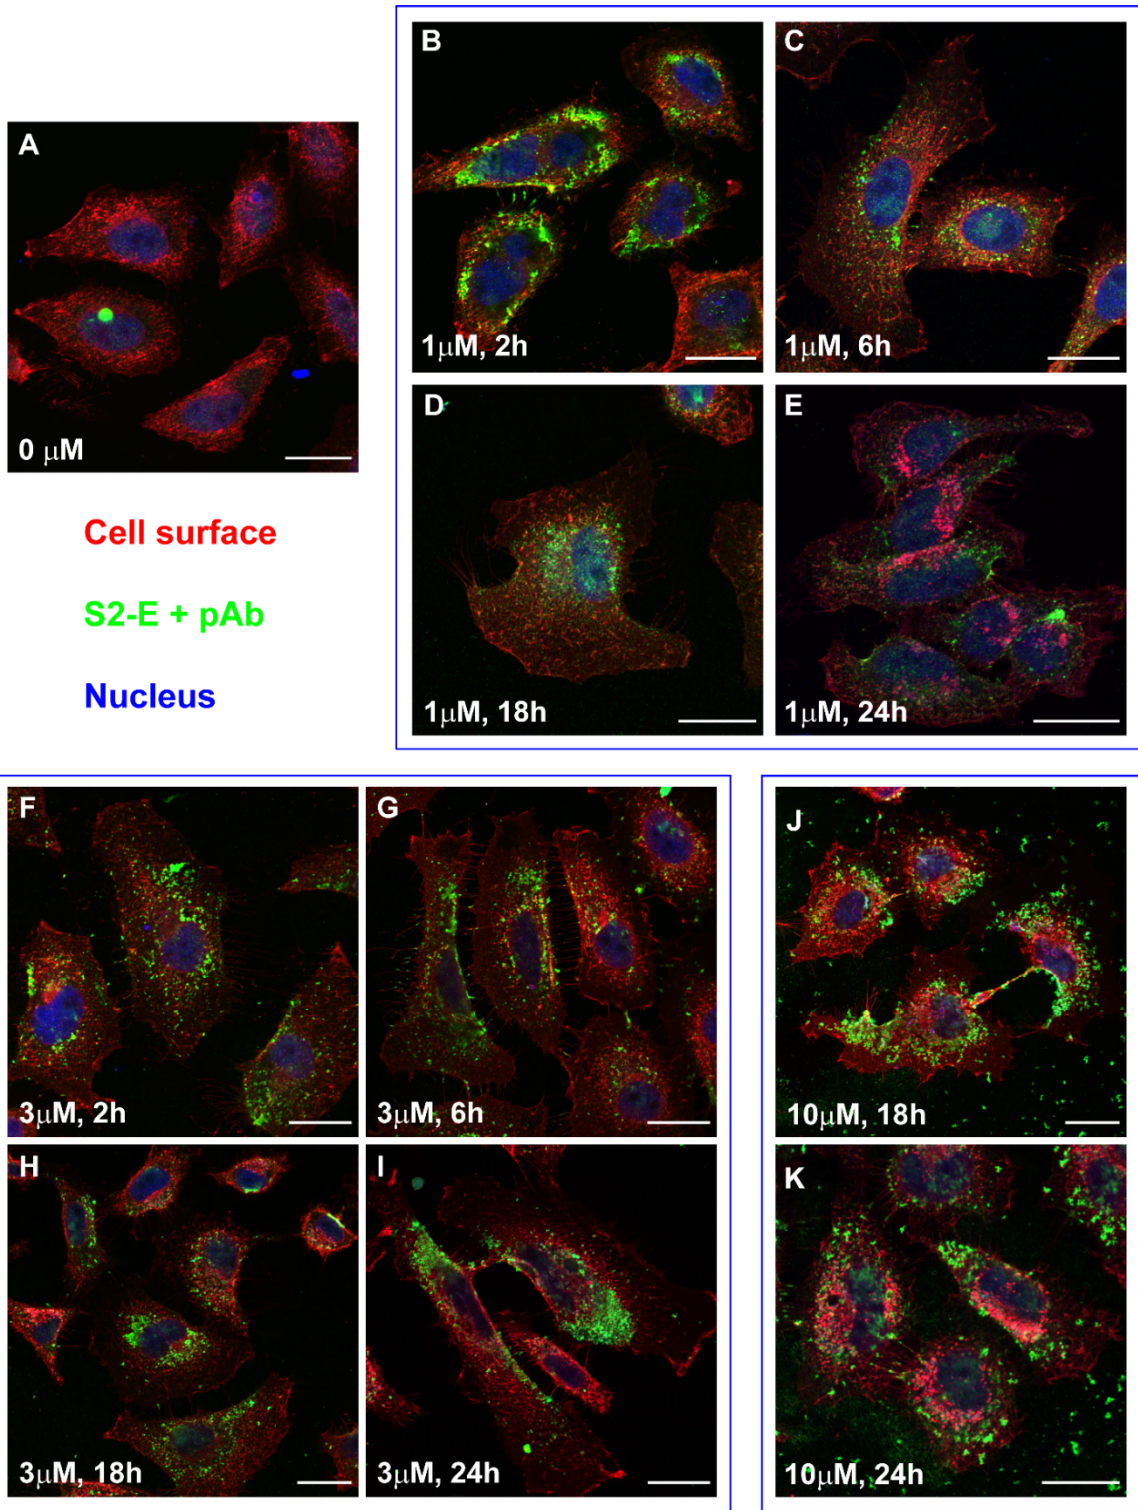 A
0 μM
Cell surface
S2-E + pAb
Nucleus
B
1μM, 2h
C
1μM, 6h
D
1μM, 18h
E
1μM, 24h
F
3μM, 2h
G
3μM, 6h
H
3μM, 18h
I
3μM, 24h
J
10μM, 18h
K
10μM, 24h